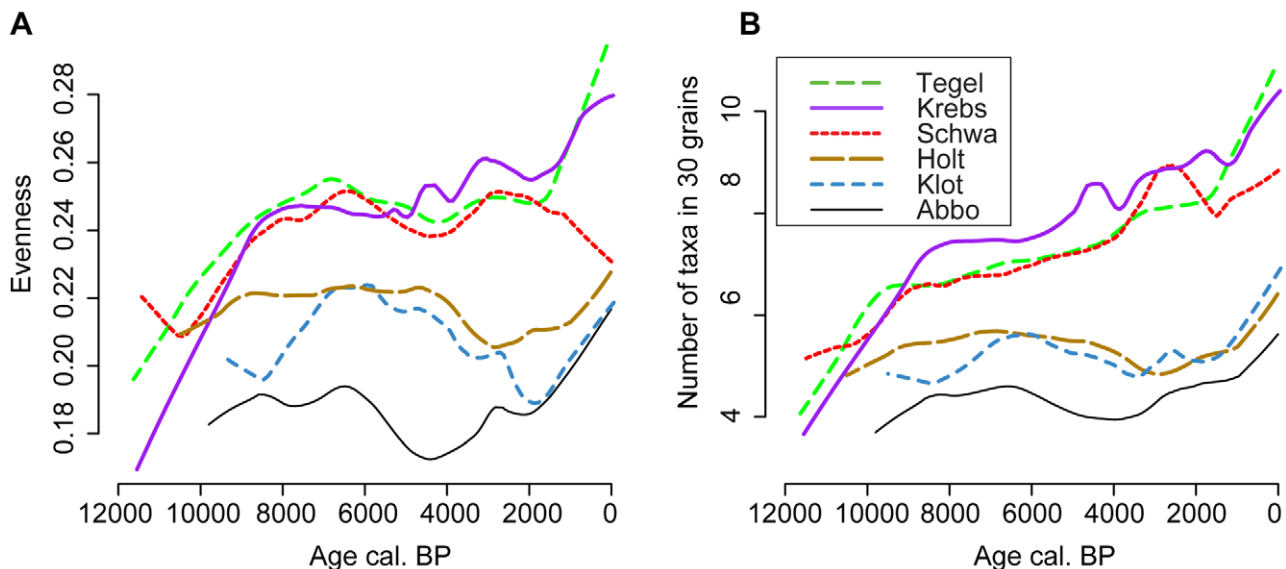 A
Evenness
0.28
0.26
0.24
0.22
0.20
0.18
12000 10000 8000 6000 4000 2000 0
Age cal. BP
B
Number of taxa in 30 grains
10
8
6
4
Tegel
Krebs
Schwa
Holt
Klot
Abbo
12000 10000 8000 6000 4000 2000 0
Age cal. BP